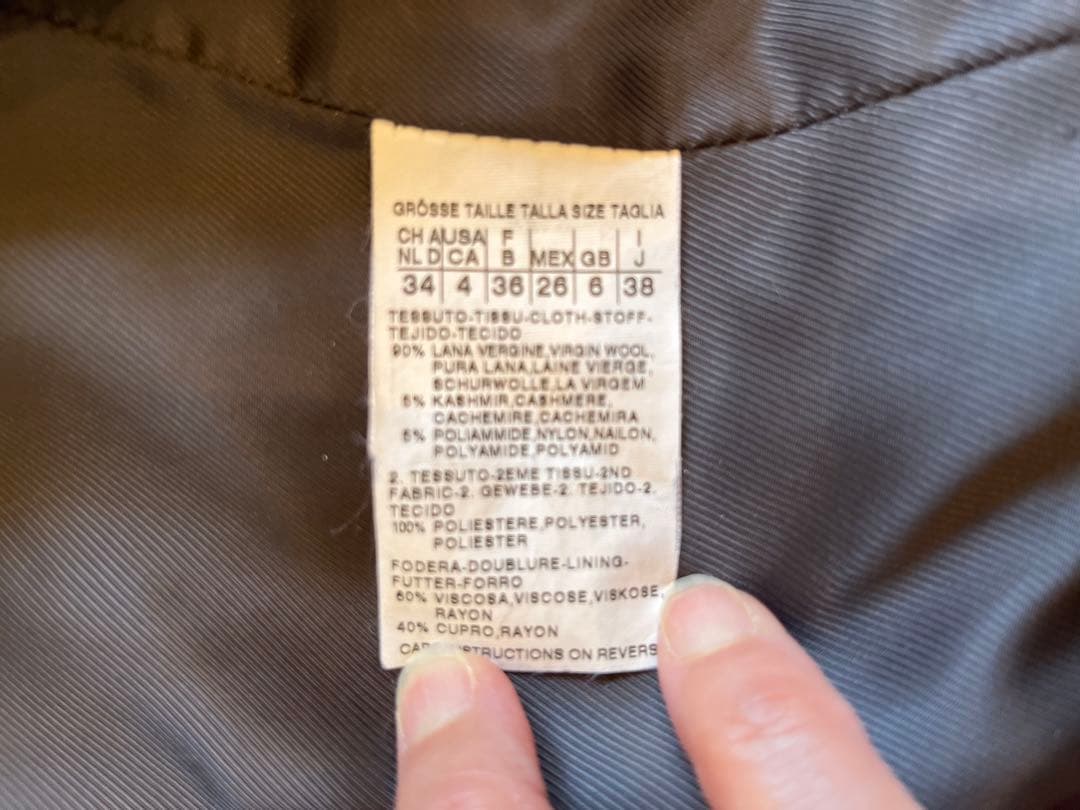 GRÖSSE TAILLE TALLA SIZE TAGLIA
CH A USA F I
NL D CA B MEX GB J
34 4 36 26 6 38
TESSUTO-TISSU-CLOTH-STOFF-
TEJIDO-TECIDO
90% LANA VERGINE,VIRGIN WOOL,
PURA LANA,LAINE VIERGE,
SCHURWOLLE,LA VIRGEM
5% KASHMIR,CASHMERE,
CACHEMIRE,CACHEMIRA
5% POLIAMMIDE,NYLON,NAILON,
POLYAMIDE,POLYAMID
2. TESSUTO-2EME TISSU-2ND
FABRIC-2. GEWEBE-2. TEJIDO-2.
TECIDO
100% POLIESTERE,POLYESTER,
POLIESTER
FODERA-DOUBLURE-LINING-
FUTTER-FORRO
60% VISCOSA,VISCOSE,VISKOSE,
RAYON
40% CUPRO,RAYON
ON REVERS